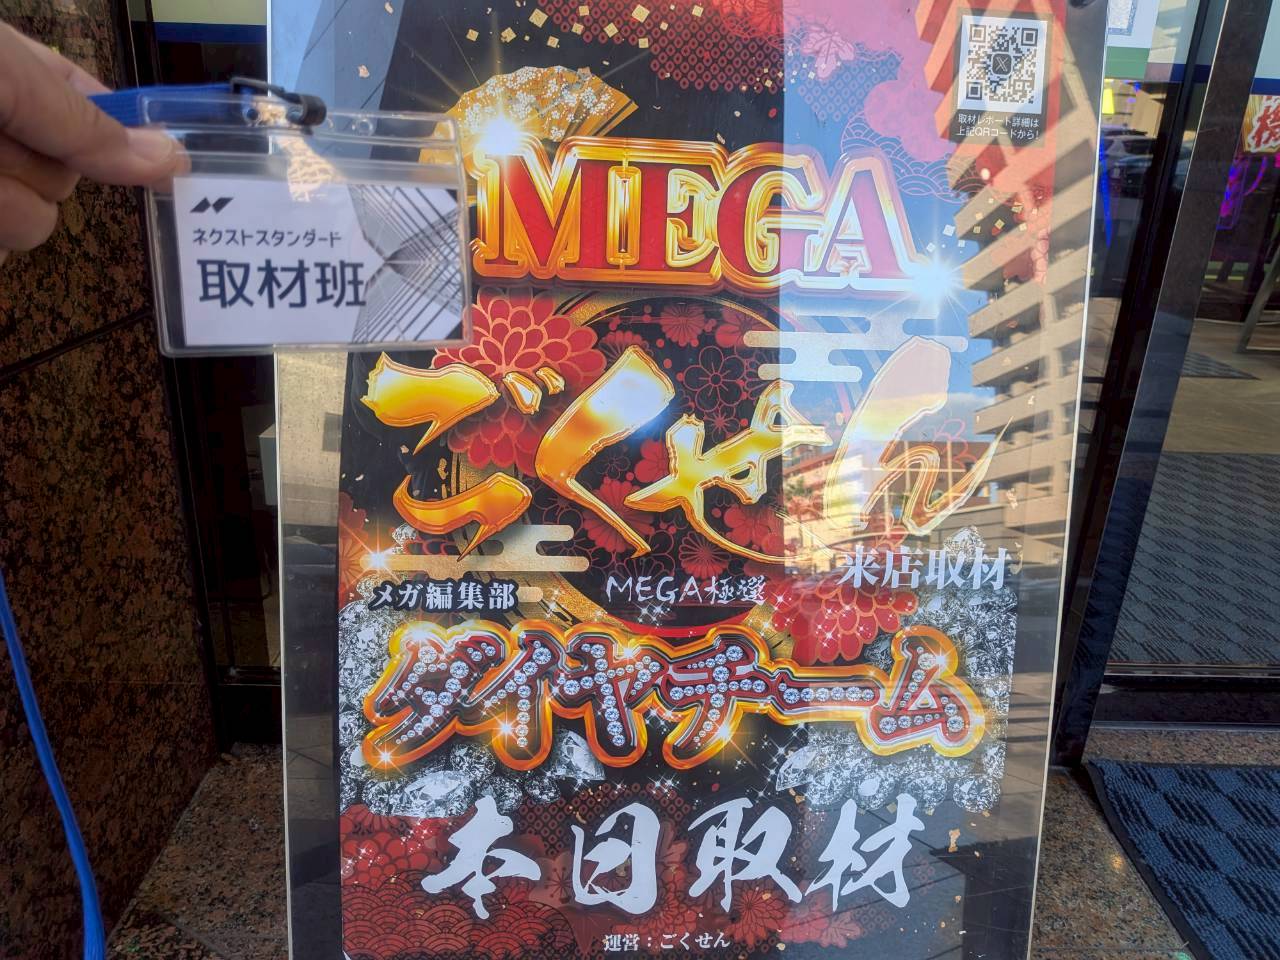 ネクストスタンダード
取材班
取材レポート詳細は
上記QRコードから!
MEGA
ごくせん
メガ編集部
MEGA極選
来店取材
ダイヤチーム
本日取材
運営：ごくせん